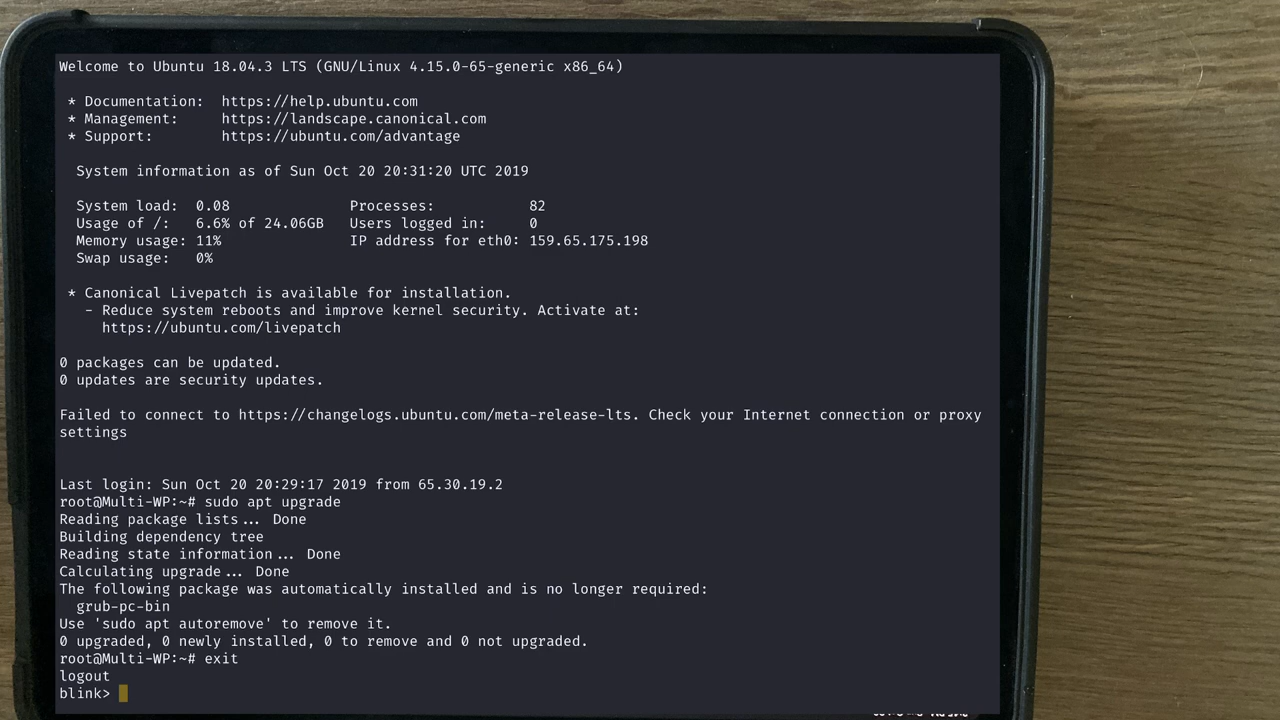 Welcome to Ubuntu 18.04.3 LTS (GNU/Linux 4.15.0-65-generic x86_64)
* Documentation: https://help.ubuntu.com
* Management: https://landscape.canonical.com
* Support: https://ubuntu.com/advantage
System information as of Sun Oct 20 20:31:20 UTC 2019
System load: 0.08 Processes: 82
Usage of /: 6.6% of 24.06GB Users logged in: 0
Memory usage: 11% IP address for eth0: 159.65.175.198
Swap usage: 0%
* Canonical Livepatch is available for installation.
- Reduce system reboots and improve kernel security. Activate at:
https://ubuntu.com/livepatch
0 packages can be updated.
0 updates are security updates.
Failed to connect to https://changelogs.ubuntu.com/meta-release-lts. Check your Internet connection or proxy
settings
Last login: Sun Oct 20 20:29:17 2019 from 65.30.19.2
root@Multi-WP:~# sudo apt upgrade
Reading package lists... Done
Building dependency tree
Reading state information... Done
Calculating upgrade... Done
The following package was automatically installed and is no longer required:
grub-pc-bin
Use 'sudo apt autoremove' to remove it.
0 upgraded, 0 newly installed, 0 to remove and 0 not upgraded.
root@Multi-WP:~# exit
logout
blink>